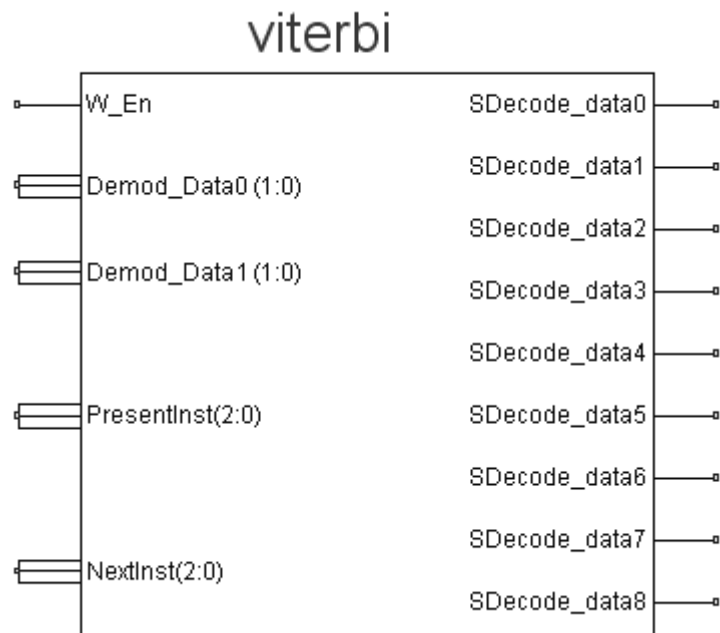 viterbi
W_En
SDecode_data0
Demod_Data0(1:0)
SDecode_data1
SDecode_data2
Demod_Data1(1:0)
SDecode_data3
SDecode_data4
PresentInst(2:0)
SDecode_data5
SDecode_data6
SDecode_data7
NextInst(2:0)
SDecode_data8